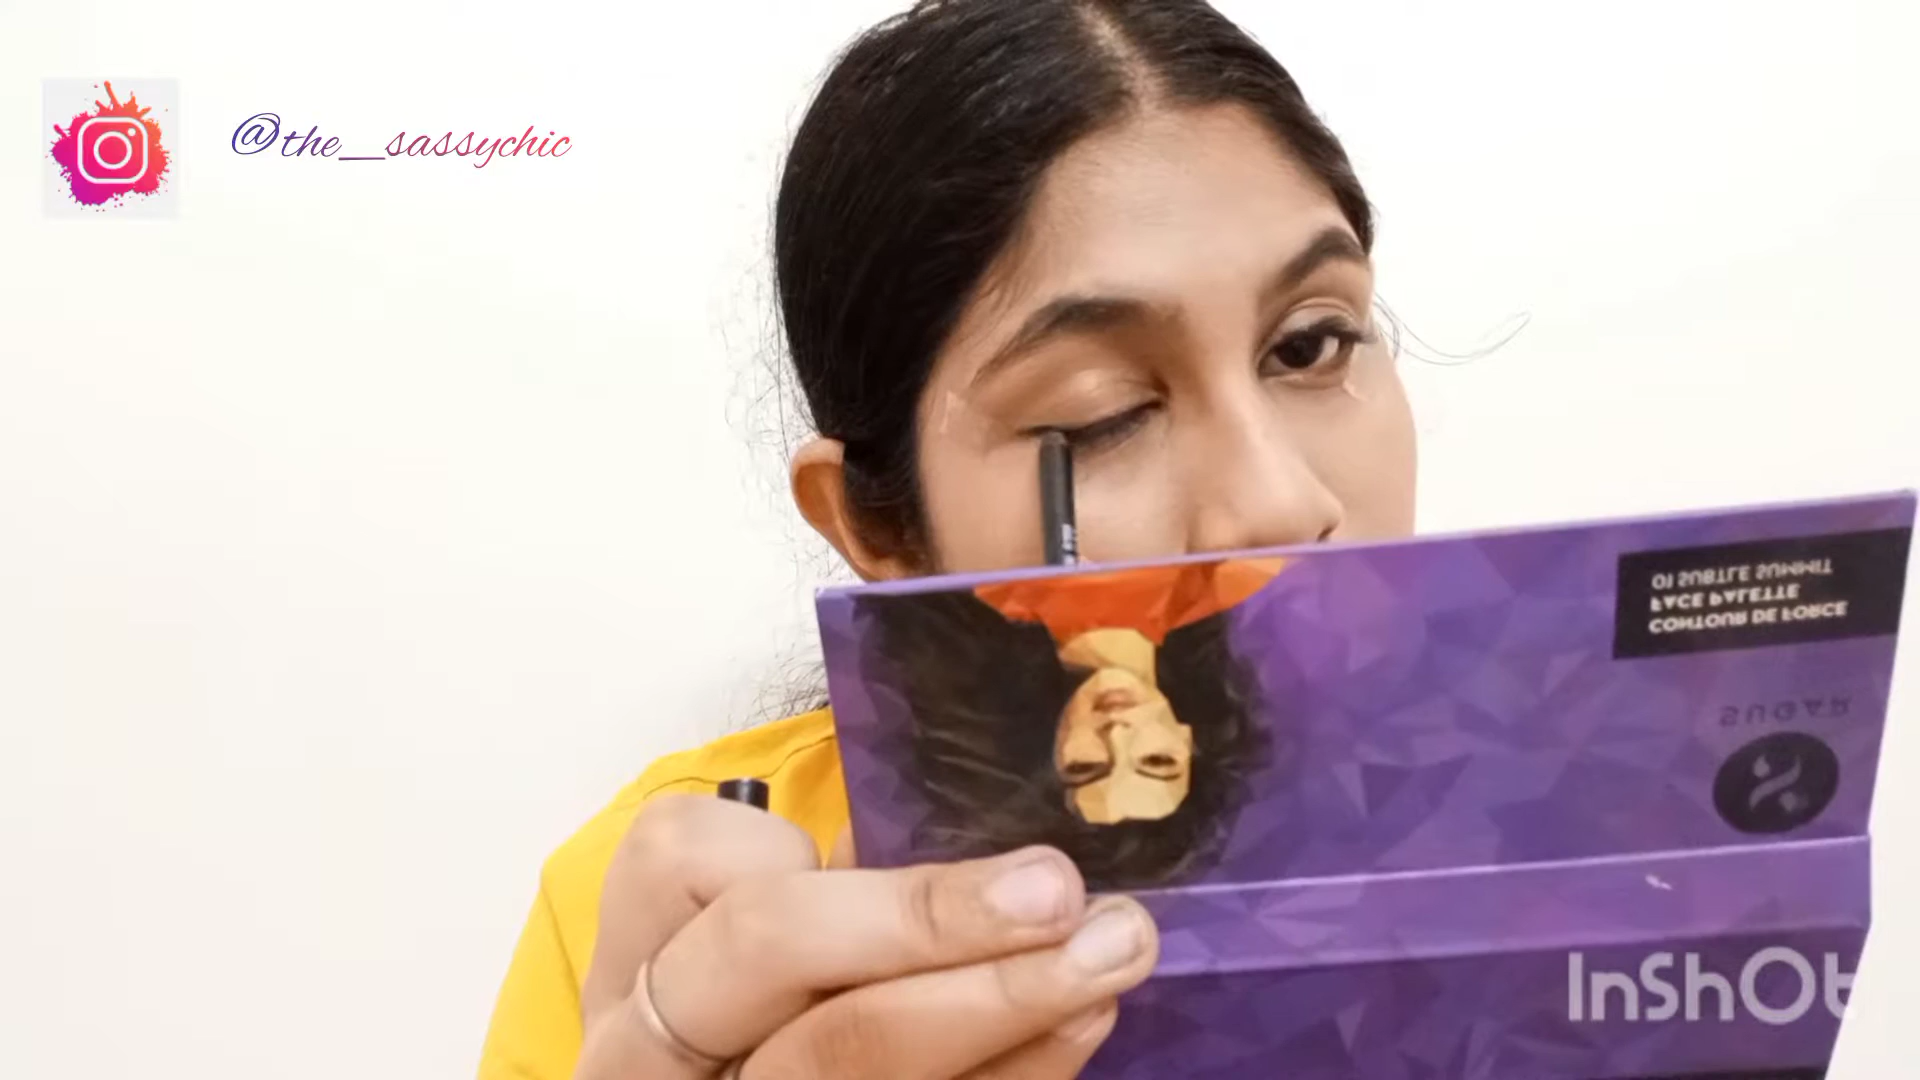 @the__sassychic
CONTOUR DE FORCE
FACE PALETTE
01 SUBTLE SUMMIT
SUGAR
InShOt